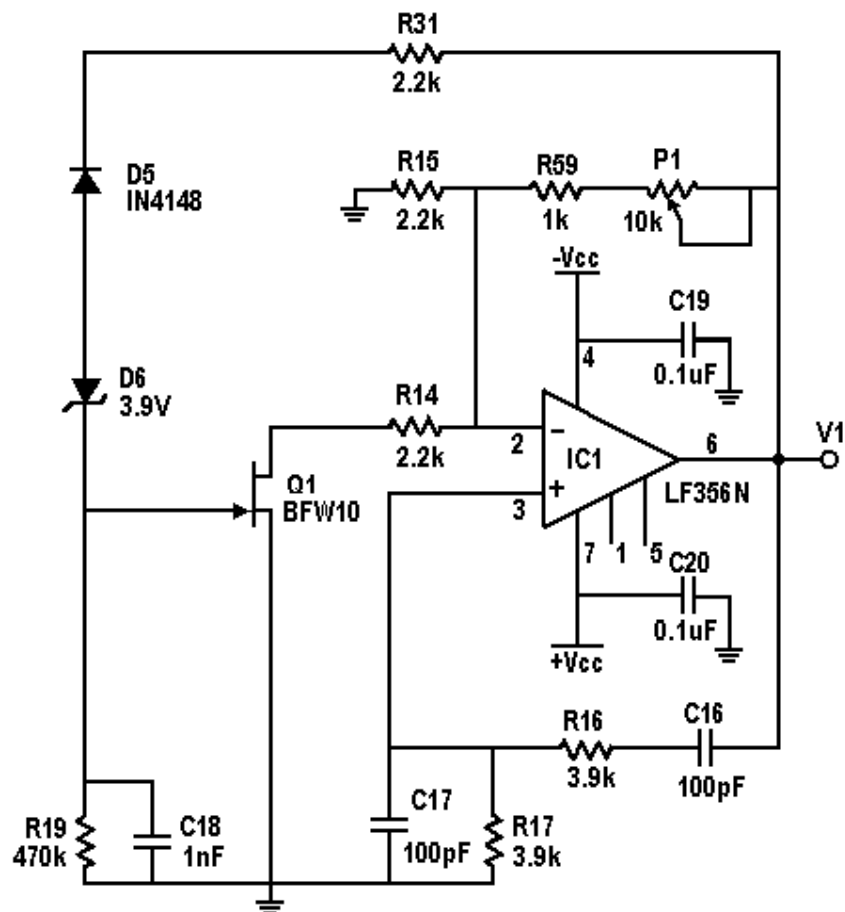 R31
2.2k
D5
IN4148
R15
2.2k
R59
1k
P1
10k
-Vcc
C19
0.1uF
4
D6
3.9V
R14
2.2k
2
−
IC1
6
V1
Q1
BFW10
3
+
LF356N
7
1
5
C20
0.1uF
+Vcc
R16
3.9k
C16
100pF
R19
470k
C18
1nF
C17
100pF
R17
3.9k